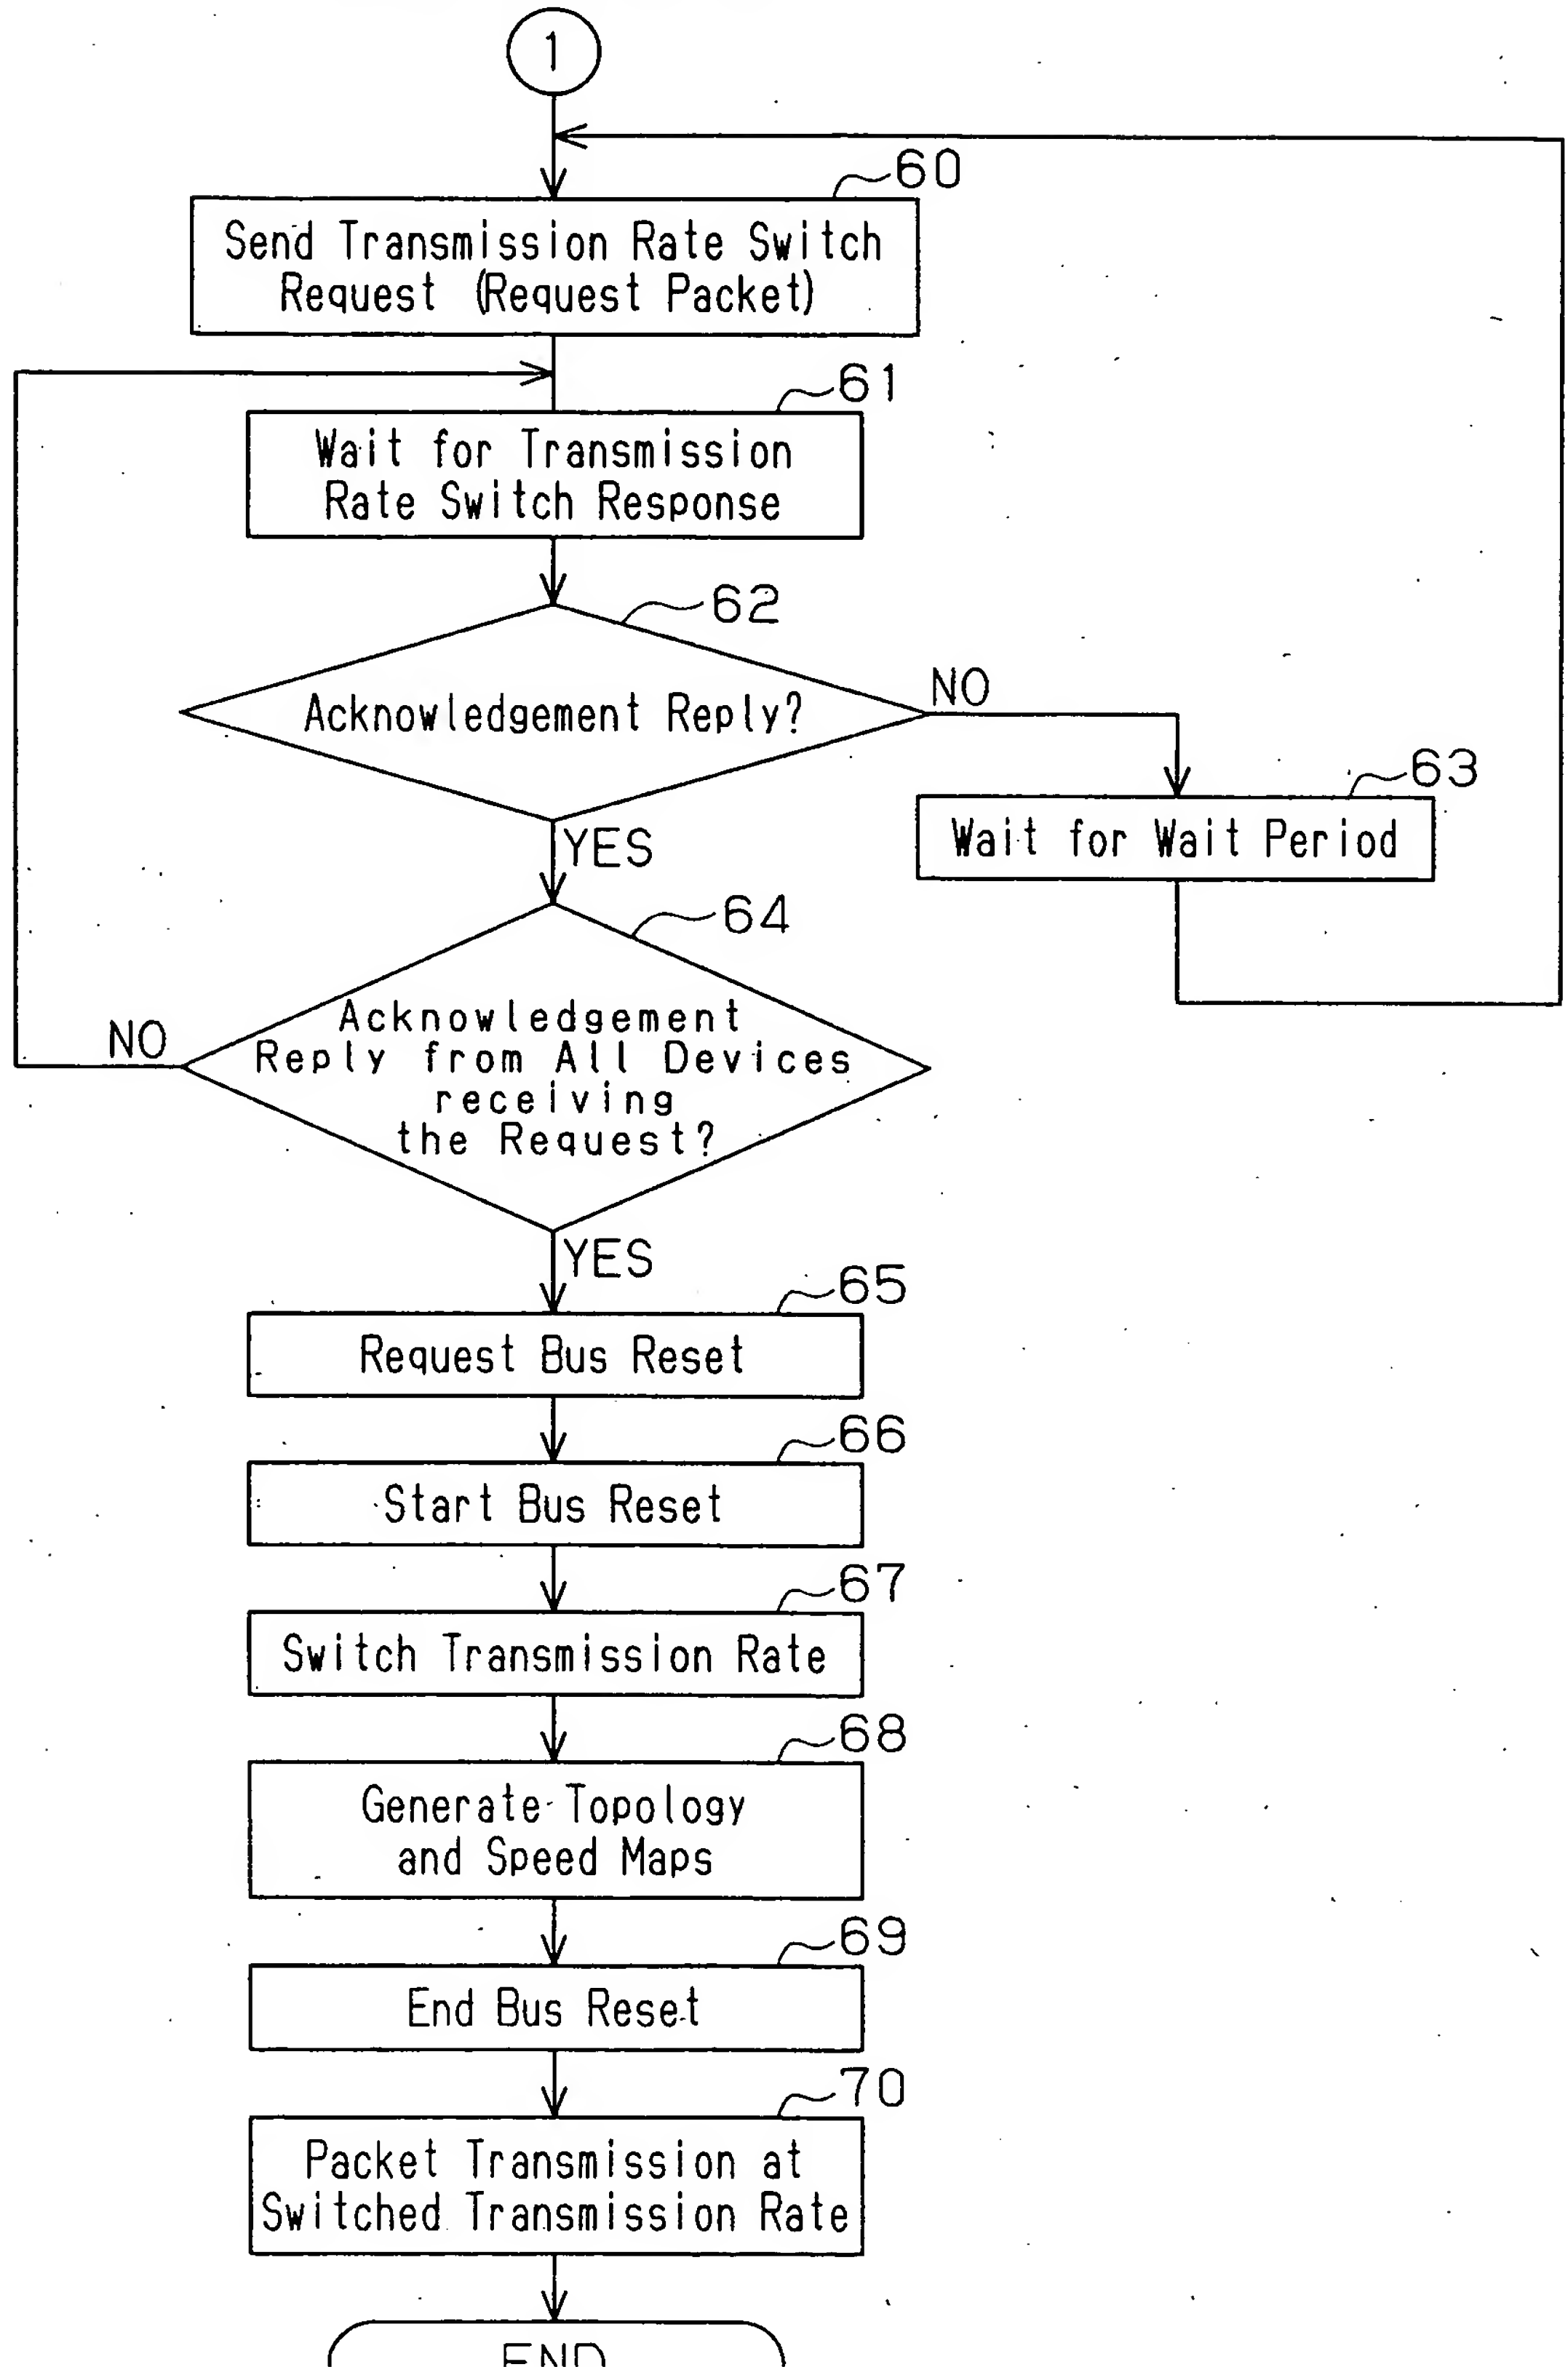 1
60
Send Transmission Rate Switch
Request (Request Packet)
61
Wait for Transmission
Rate Switch Response
62
Acknowledgement Reply?
NO
63
Wait for Wait Period
YES
64
Acknowledgement
Reply from All Devices
receiving
the Request?
NO
YES
65
Request Bus Reset
66
Start Bus Reset
67
Switch Transmission Rate
68
Generate Topology
and Speed Maps
69
End Bus Reset
70
Packet Transmission at
Switched Transmission Rate
END